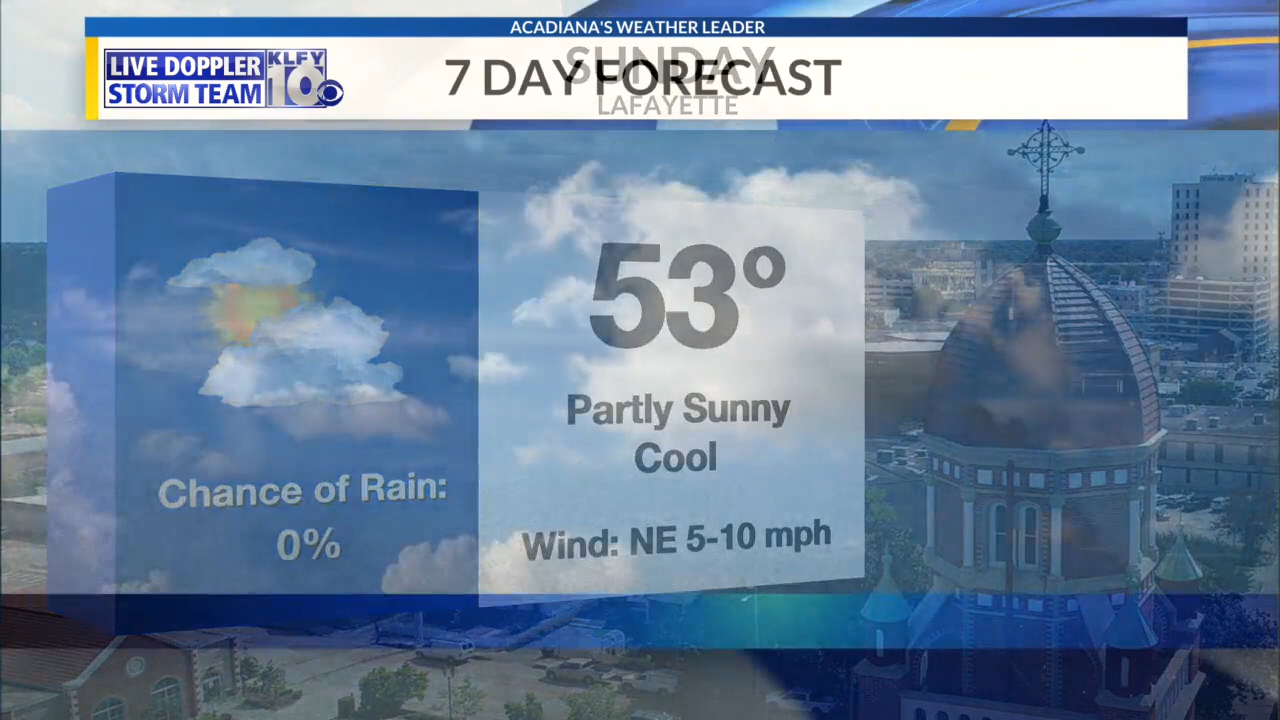 ACADIANA'S WEATHER LEADER
LIVE DOPPLER
STORM TEAM
KLFY
10
SUNDAY
7 DAY FORECAST
LAFAYETTE
53°
Partly Sunny
Cool
Chance of Rain:
0%
Wind: NE 5-10 mph